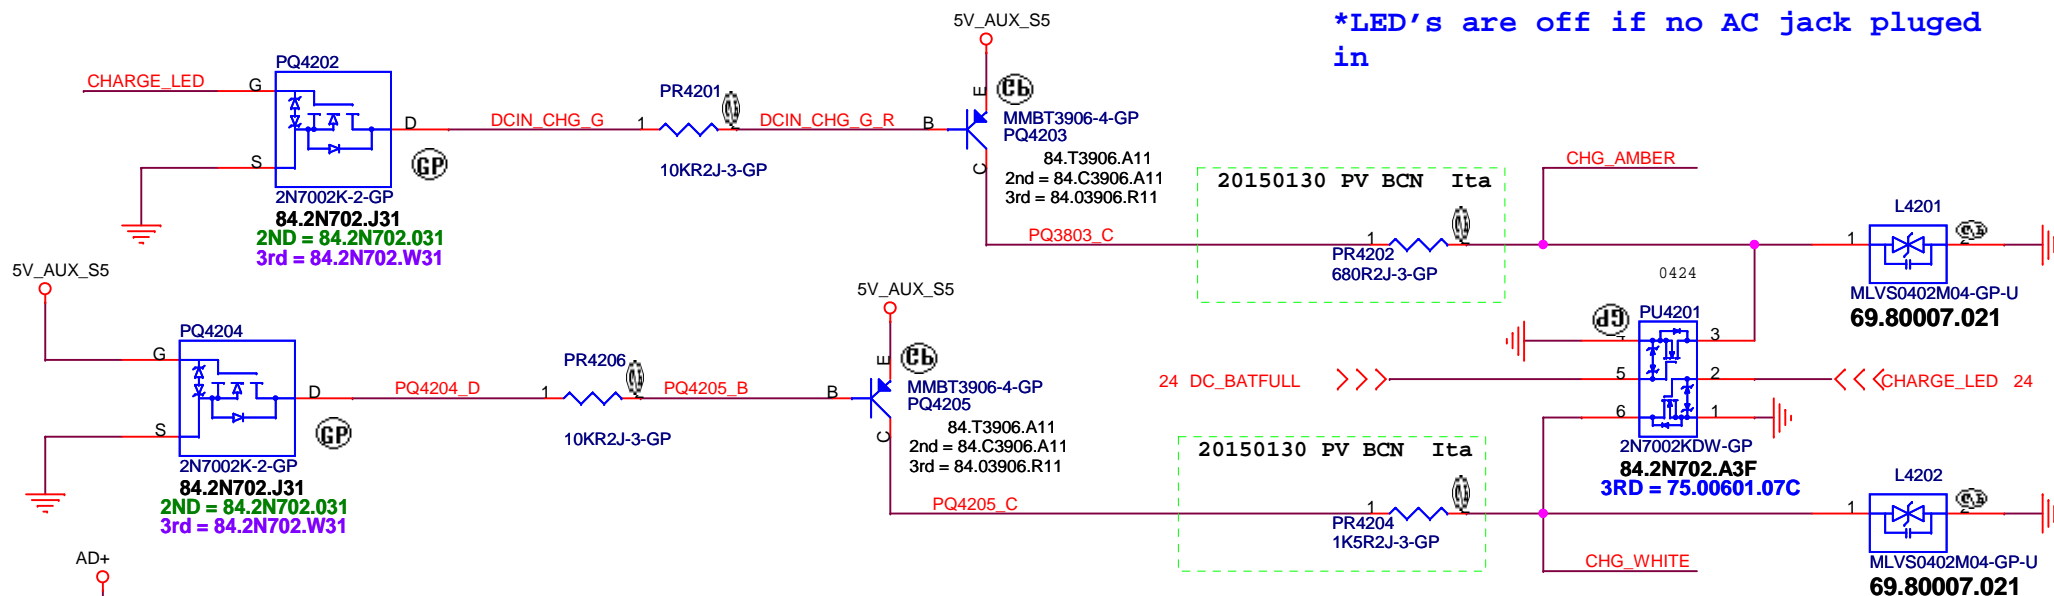 *LED's are off if no AC jack pluged
in
5V_AUX_S5
PQ4202
CHARGE_LED
G
S
D
GP
2N7002K-2-GP
84.2N702.J31
2ND = 84.2N702.031
3rd = 84.2N702.W31
DCIN_CHG_G
PR4201
1
10KR2J-3-GP
DCIN_CHG_G_R
B
E
C
MMBT3906-4-GP
PQ4203
84.T3906.A11
2nd = 84.C3906.A11
3rd = 84.03906.R11
PQ3803_C
20150130 PV BCN Ita
1
PR4202
680R2J-3-GP
CHG_AMBER
L4201
1
MLVS0402M04-GP-U
69.80007.021
0424
5V_AUX_S5
PQ4204
G
S
D
GP
2N7002K-2-GP
84.2N702.J31
2ND = 84.2N702.031
3rd = 84.2N702.W31
PQ4204_D
PR4206
1
10KR2J-3-GP
PQ4205_B
5V_AUX_S5
B
E
C
MMBT3906-4-GP
PQ4205
84.T3906.A11
2nd = 84.C3906.A11
3rd = 84.03906.R11
PQ4205_C
20150130 PV BCN Ita
1
PR4204
1K5R2J-3-GP
CHG_WHITE
24 DC_BATFULL
GP
PU4201
4
3
5
2
6
1
CHARGE_LED 24
2N7002KDW-GP
84.2N702.A3F
3RD = 75.00601.07C
L4202
1
MLVS0402M04-GP-U
69.80007.021
AD+